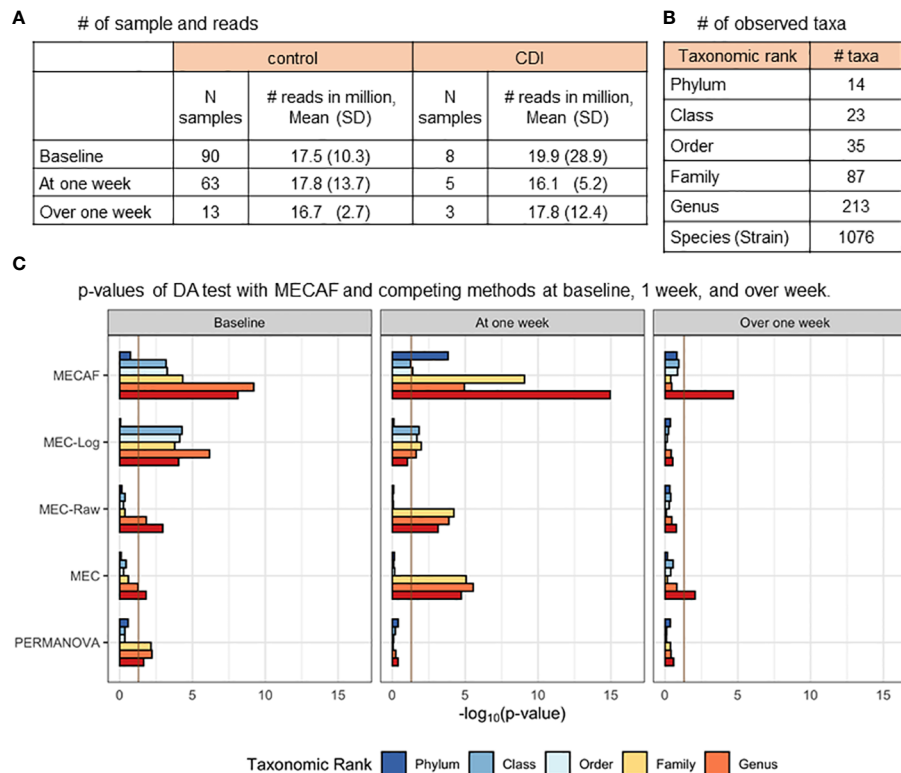 A
# of sample and reads
control CDI
N samples # reads in million, Mean (SD) N samples # reads in million, Mean (SD)
Baseline 90 17.5 (10.3) 8 19.9 (28.9)
At one week 63 17.8 (13.7) 5 16.1 (5.2)
Over one week 13 16.7 (2.7) 3 17.8 (12.4)
B
# of observed taxa
Taxonomic rank # taxa
Phylum 14
Class 23
Order 35
Family 87
Genus 213
Species (Strain) 1076
C
p-values of DA test with MECAF and competing methods at baseline, 1 week, and over week.
Baseline At one week Over one week
MECAF
MEC-Log
MEC-Raw
MEC
PERMANOVA
0 5 10 15 0 5 10 15 0 5 10 15
-log10(p-value)
Taxonomic Rank Phylum Class Order Family Genus